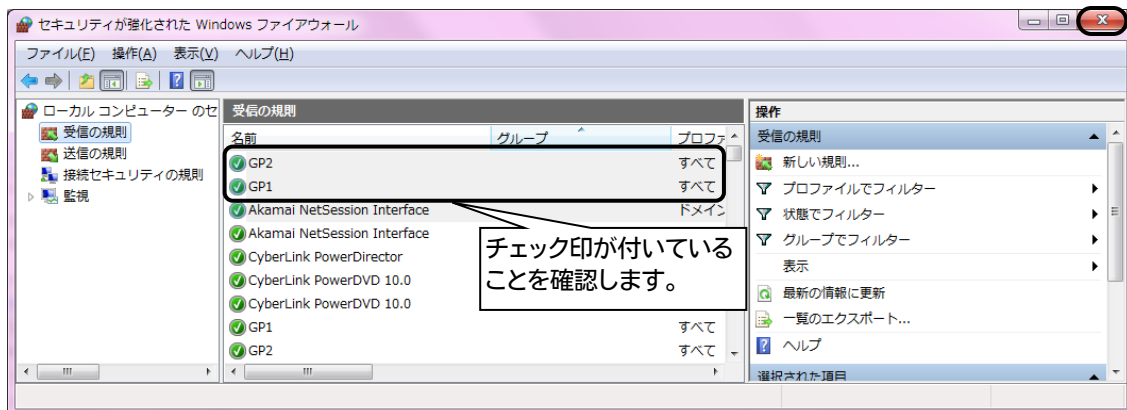 セキュリティが強化された Windows ファイアウォール
ファイル(F) 操作(A) 表示(V) ヘルプ(H)
ローカル コンピューター のセ
受信の規則
送信の規則
接続セキュリティの規則
監視
受信の規則
名前 グループ プロファ
GP2 すべて
GP1 すべて
Akamai NetSession Interface ドメイン
Akamai NetSession Interface
CyberLink PowerDirector
CyberLink PowerDVD 10.0
CyberLink PowerDVD 10.0
GP1 すべて
GP2 すべて
チェック印が付いている
ことを確認します。
操作
受信の規則
新しい規則...
プロファイルでフィルター
状態でフィルター
グループでフィルター
表示
最新の情報に更新
一覧のエクスポート...
ヘルプ
選択された項目